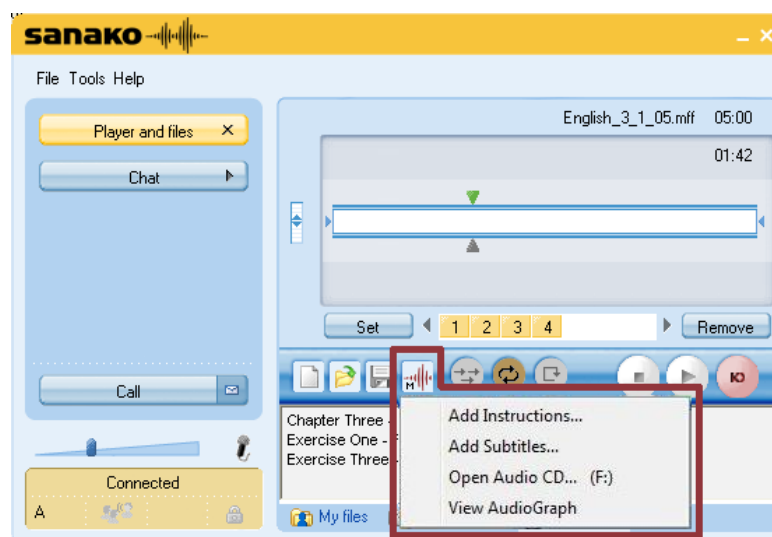 sanako
File Tools Help
Player and files
Chat
Call
Connected
A
English_3_1_05.mff 05:00
01:42
Set 1 2 3 4 Remove
M
Chapter Three -
Exercise One -
Exercise Three -
Add Instructions...
Add Subtitles...
Open Audio CD... (F:)
View AudioGraph
My files